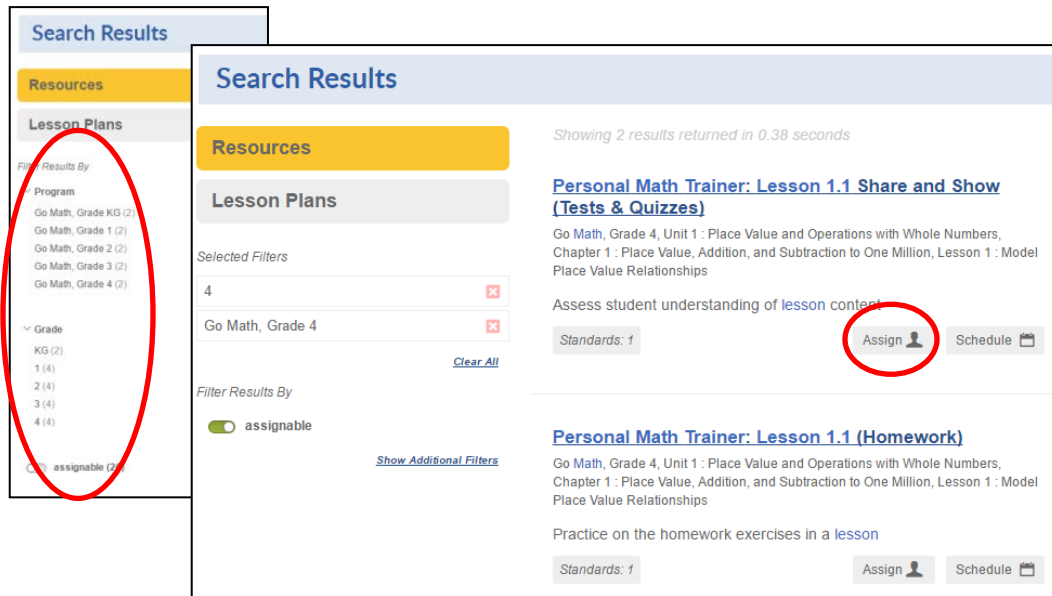 Search Results
Resources
Lesson Plans
Filter Results By
Program
Go Math, Grade KG (2)
Go Math, Grade 1 (2)
Go Math, Grade 2 (2)
Go Math, Grade 3 (2)
Go Math, Grade 4 (2)
Grade
KG (2)
1 (4)
2 (4)
3 (4)
4 (4)
assignable
Search Results
Resources
Lesson Plans
Selected Filters
4
Go Math, Grade 4
Clear All
Filter Results By
assignable
Show Additional Filters
Showing 2 results returned in 0.38 seconds
Personal Math Trainer: Lesson 1.1 Share and Show
(Tests & Quizzes)
Go Math, Grade 4, Unit 1 : Place Value and Operations with Whole Numbers,
Chapter 1 : Place Value, Addition, and Subtraction to One Million, Lesson 1 : Model
Place Value Relationships
Assess student understanding of lesson content
Standards: 1
Assign
Schedule
Personal Math Trainer: Lesson 1.1 (Homework)
Go Math, Grade 4, Unit 1 : Place Value and Operations with Whole Numbers,
Chapter 1 : Place Value, Addition, and Subtraction to One Million, Lesson 1 : Model
Place Value Relationships
Practice on the homework exercises in a lesson
Standards: 1
Assign
Schedule